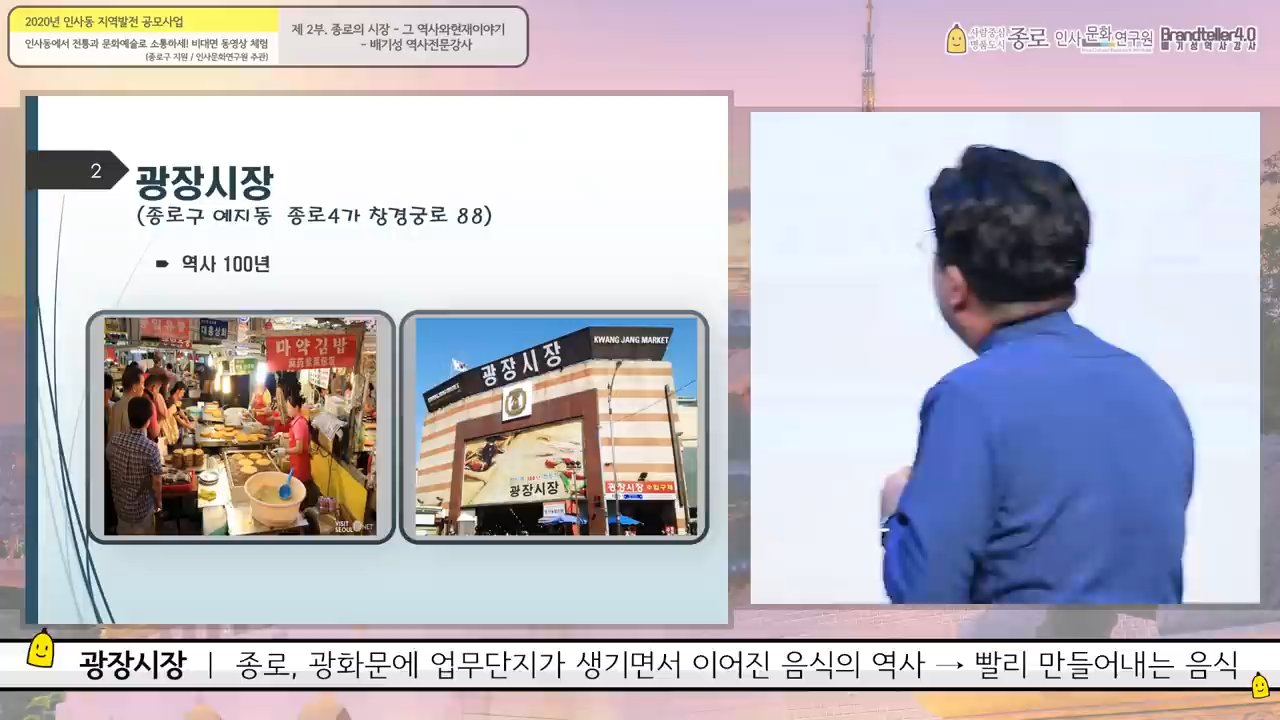 2020년 인사동 지역발전 공모사업
인사동에서 전통과 문화예술로 소통하세! 비대면 동영상 체험
(종로구 지원 / 인사문화연구원 주관)
제 2부. 종로의 시장 - 그 역사와현재이야기
- 배기성 역사전문강사
사람중심 명품도시 종로 인사문화연구원 Brandteller4.0
배기성역사강사
2
광장시장
(종로구 예지동 종로4가 창경궁로 88)
역사 100년
대흥상회
마약김밥
VISIT SEOUL NET
KWANG JANG MARKET
광장시장
광장시장
광장시장 수입구제
광장시장 | 종로, 광화문에 업무단지가 생기면서 이어진 음식의 역사 → 빨리 만들어내는 음식